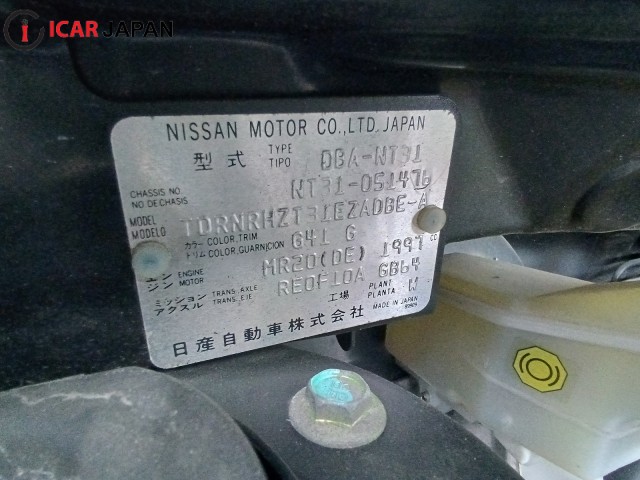 ICAR JAPAN
NISSAN MOTOR CO.,LTD. JAPAN
型式 TYPE TIPO DBA-NT31
CHASSIS NO. NO DECHASIS NT31-051476
MODEL MODELO TDRNRHZT31EZADBE-A
カラー COLOR.TRIM
トリム COLOR.GUARNICION G41 G
エンジン ENGINE MOTOR MR20(DE) 1997 cc
ミッション TRANS.AXLE
アクスル TRANS.EJE RE0F10A GB64
工場 PLANT PLANTA W
日産自動車株式会社 MADE IN JAPAN